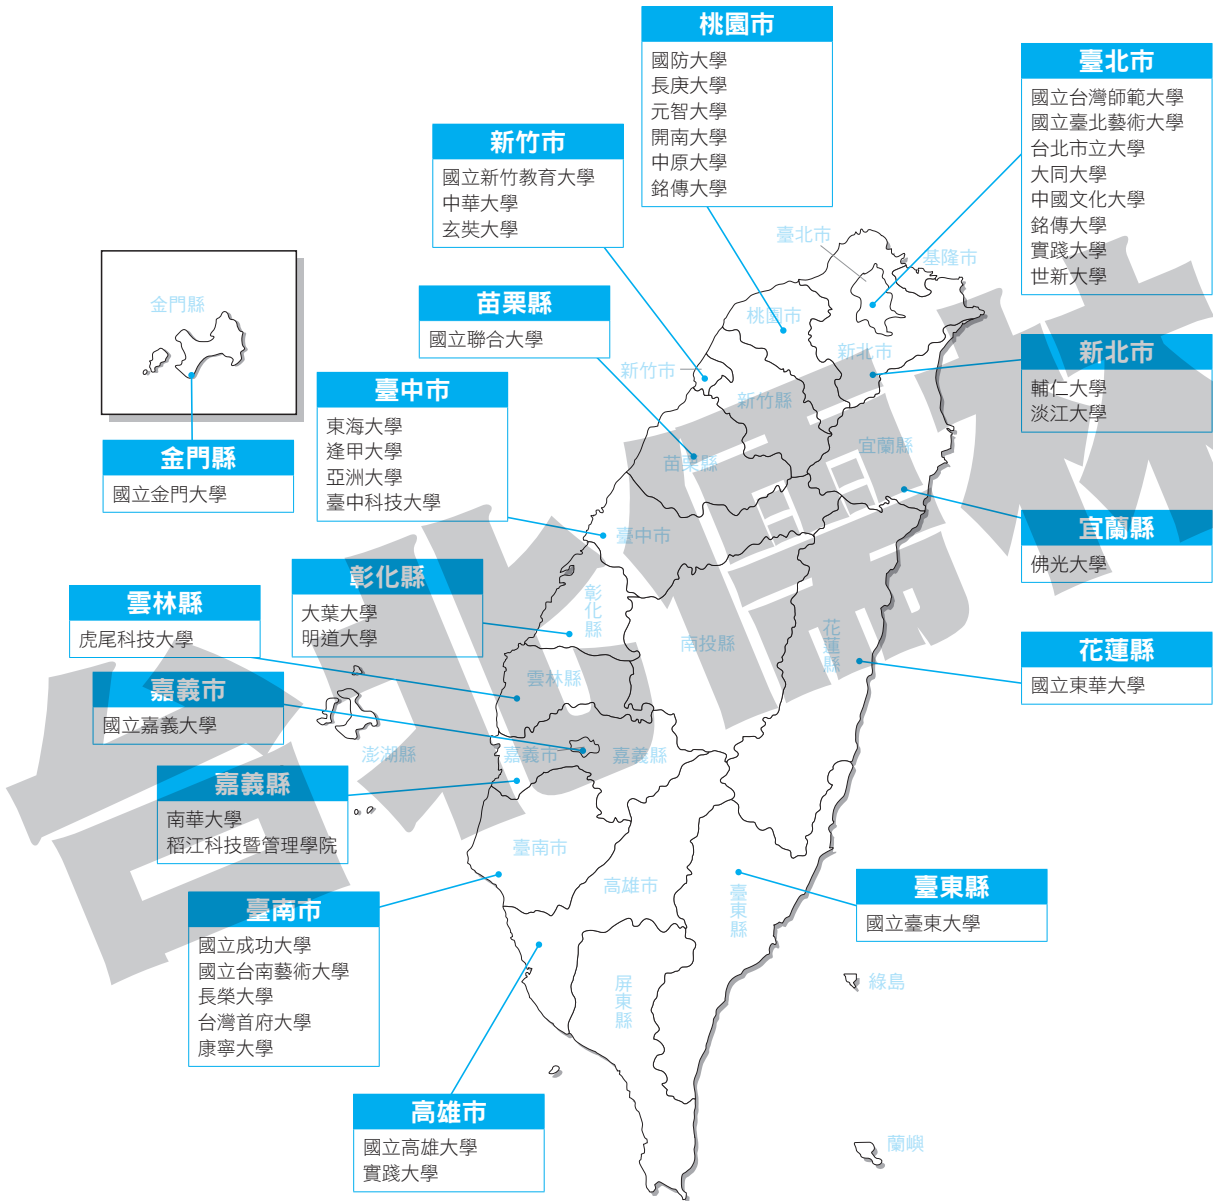 桃園市
國防大學
長庚大學
元智大學
開南大學
中原大學
銘傳大學
臺北市
國立台灣師範大學
國立臺北藝術大學
台北市立大學
大同大學
中國文化大學
銘傳大學
實踐大學
世新大學
新竹市
國立新竹教育大學
中華大學
玄奘大學
苗栗縣
國立聯合大學
新北市
輔仁大學
淡江大學
臺中市
東海大學
逢甲大學
亞洲大學
臺中科技大學
金門縣
金門縣
國立金門大學
宜蘭縣
佛光大學
彰化縣
大葉大學
明道大學
雲林縣
虎尾科技大學
花蓮縣
國立東華大學
嘉義市
國立嘉義大學
嘉義縣
南華大學
稻江科技暨管理學院
臺南市
國立成功大學
國立台南藝術大學
長榮大學
台灣首府大學
康寧大學
臺東縣
國立臺東大學
高雄市
國立高雄大學
實踐大學
臺北市
基隆市
桃園市
新北市
新竹市
新竹縣
宜蘭縣
苗栗縣
臺中市
彰化縣
南投縣
花蓮縣
雲林縣
澎湖縣
嘉義市
嘉義縣
臺南市
高雄市
臺東縣
屏東縣
綠島
蘭嶼
台北儒林